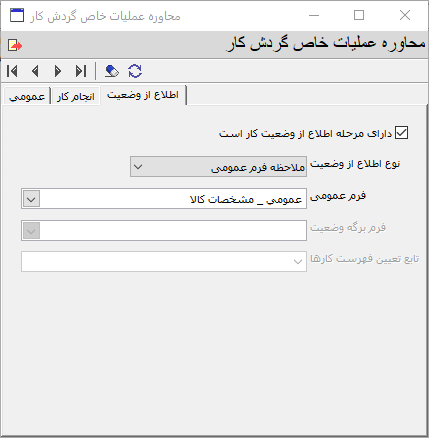 محاوره عملیات خاص گردش کار
محاوره عملیات خاص گردش کار
عمومي
انجام کار
اطلاع از وضعیت
دارای مرحله اطلاع از وضعیت کار است
نوع اطلاع از وضعیت
ملاحظه فرم عمومی
فرم عمومی
عمومي _ مشخصات کالا
فرم برگه وضعیت
تابع تعیین فهرست کارها